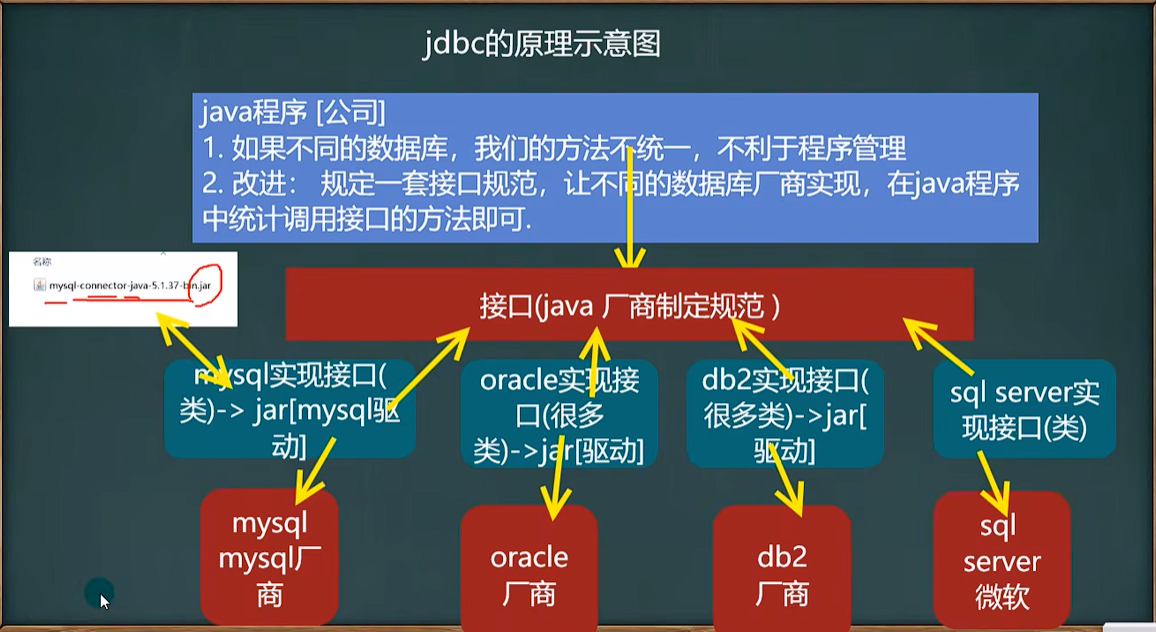 jdbc的原理示意图
java程序 [公司]
1. 如果不同的数据库，我们的方法不统一，不利于程序管理
2. 改进： 规定一套接口规范，让不同的数据库厂商实现，在java程序
中统计调用接口的方法即可.
名称
mysql-connector-java-5.1.37-bin.jar
接口(java 厂商制定规范 )
mysql实现接口(
类)-> jar[mysql驱
动]
oracle实现接
口(很多
类)->jar[驱动]
db2实现接口(
很多类)->jar[
驱动]
sql server实
现接口(类)
mysql
mysql厂
商
oracle
厂商
db2
厂商
sql
server
微软